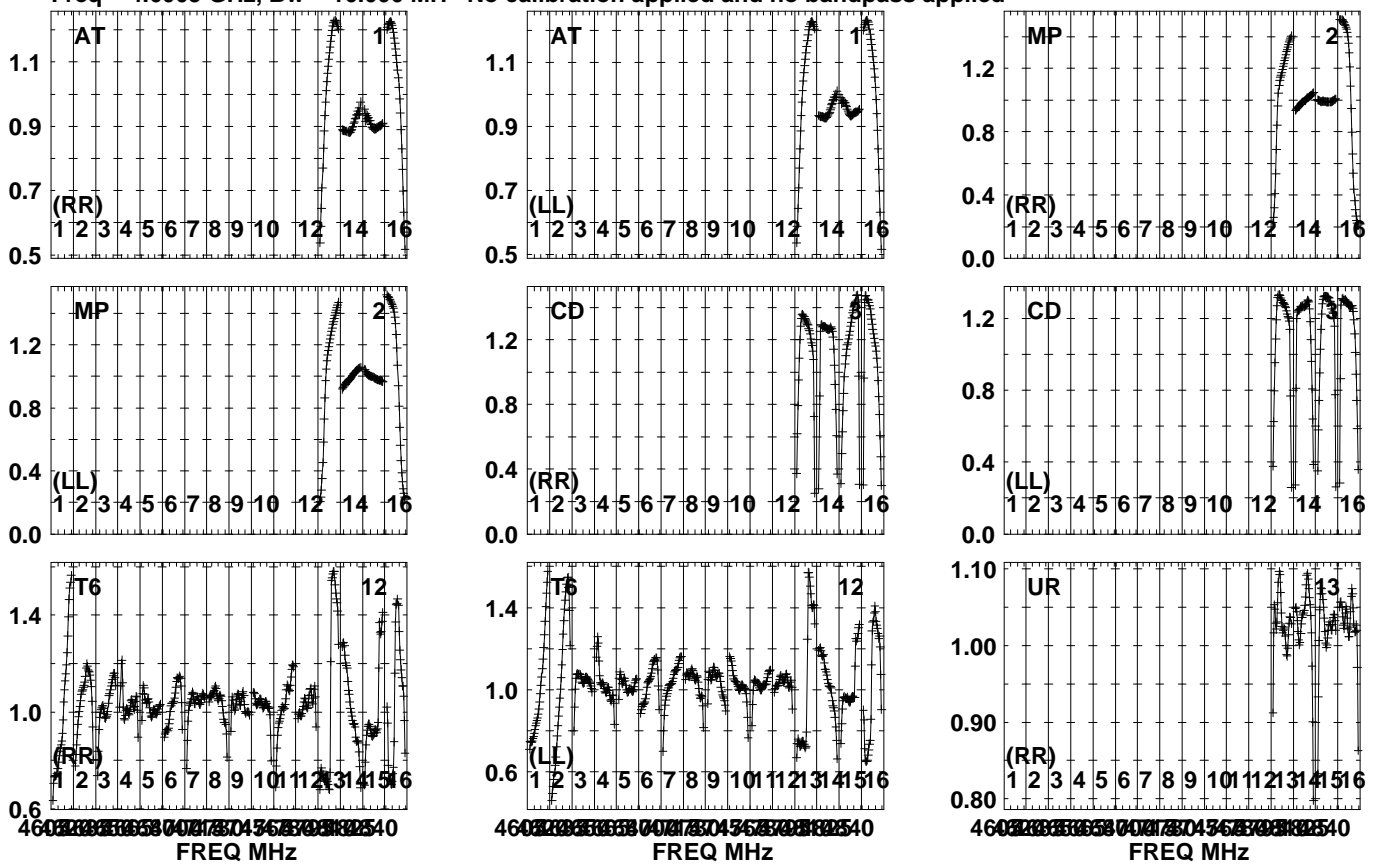 AT 1
1.1
0.9
0.7
0.5
(RR)
1 2 3 4 5 6 7 8 9 10 12 14 16
AT 1
1.1
0.9
0.7
0.5
(LL)
1 2 3 4 5 6 7 8 9 10 12 14 16
MP 2
1.2
0.8
0.4
0.0
(RR)
1 2 3 4 5 6 7 8 9 10 12 14 16
MP 2
1.2
0.8
0.4
0.0
(LL)
1 2 3 4 5 6 7 8 9 10 12 14 16
CD 3
1.2
0.8
0.4
0.0
(RR)
1 2 3 4 5 6 7 8 9 10 12 14 16
CD 3
1.2
0.8
0.4
0.0
(LL)
1 2 3 4 5 6 7 8 9 10 12 14 16
T6 12
1.4
1.0
0.6
(RR)
1 2 3 4 5 6 7 8 9 10 11 12 13 14 15 16
FREQ MHz
T6 12
1.4
1.0
0.6
(LL)
1 2 3 4 5 6 7 8 9 10 11 12 13 14 15 16
FREQ MHz
UR 13
1.10
1.00
0.90
0.80
(RR)
1 2 3 4 5 6 7 8 9 10 11 12 13 14 15 16
FREQ MHz